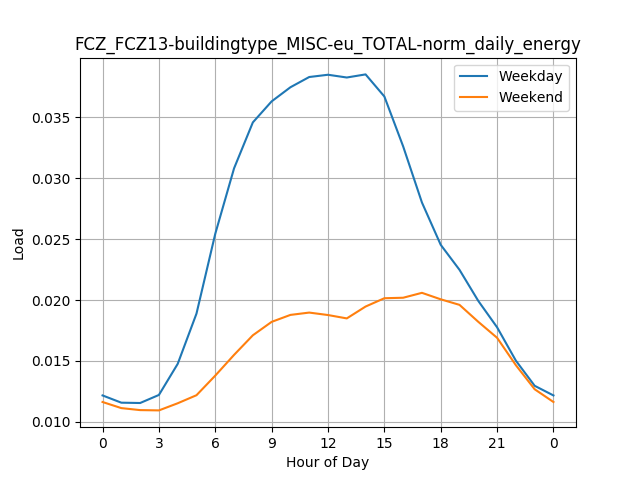 FCZ_FCZ13-buildingtype_MISC-eu_TOTAL-norm_daily_energy
Weekday
Weekend
0.035
0.030
0.025
0.020
0.015
0.010
Load
0 3 6 9 12 15 18 21 0
Hour of Day